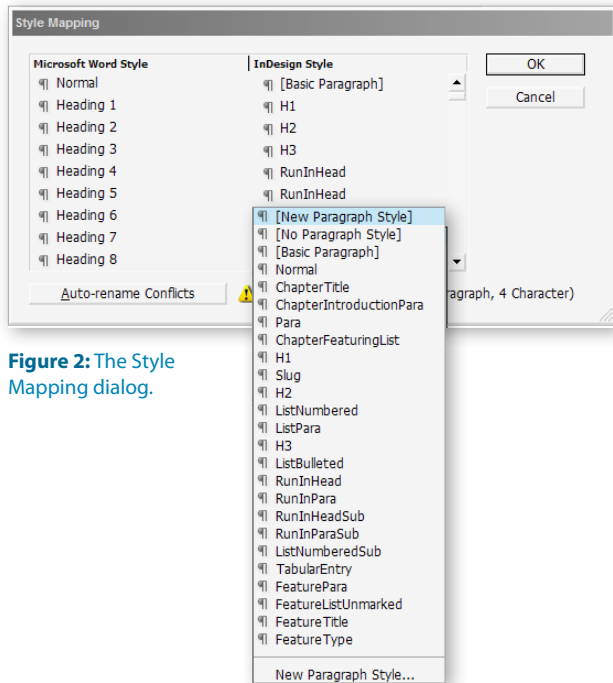 Style Mapping
Microsoft Word Style InDesign Style
Normal [Basic Paragraph]
Heading 1 H1
Heading 2 H2
Heading 3 H3
Heading 4 RunInHead
Heading 5 RunInHead
Heading 6
Heading 7
Heading 8
OK
Cancel
[New Paragraph Style]
[No Paragraph Style]
[Basic Paragraph]
Normal
ChapterTitle
ChapterIntroductionPara
Para
ChapterFeaturingList
H1
Slug
H2
ListNumbered
ListPara
H3
ListBulleted
RunInHead
RunInPara
RunInHeadSub
RunInParaSub
ListNumberedSub
TabularEntry
FeaturePara
FeatureListUnmarked
FeatureTitle
FeatureType
New Paragraph Style...
Auto-rename Conflicts ragraph, 4 Character)
Figure 2: The Style
Mapping dialog.